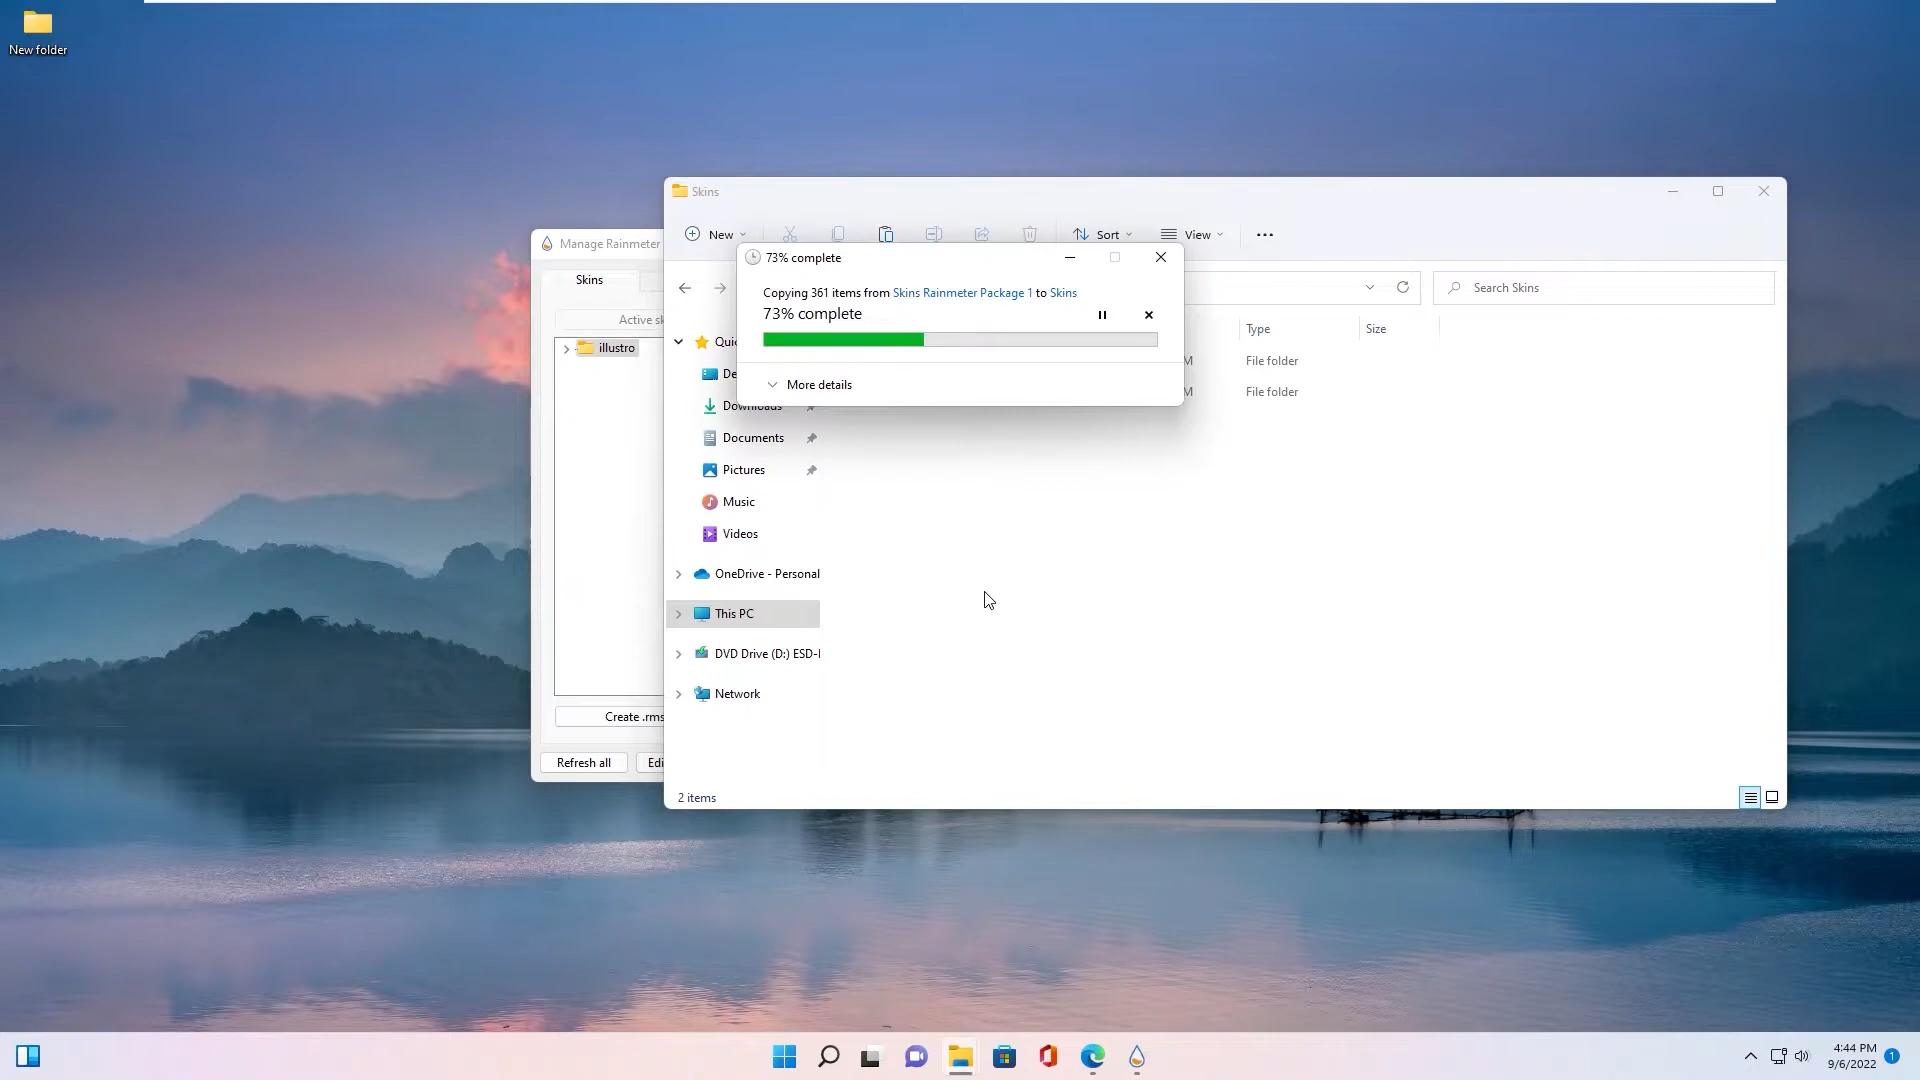 New folder
Skins
New
Sort
View
Manage Rainmeter
73% complete
Skins
Copying 361 items from Skins Rainmeter Package 1 to Skins
73% complete
Search Skins
Active sk
Type
Size
Quic
illustro
M
File folder
De
More details
M
File folder
Downloads
Documents
Pictures
Music
Videos
OneDrive - Personal
This PC
DVD Drive (D:) ESD-I
Network
Create .rms
Refresh all
Edi
2 items
4:44 PM
9/6/2022
1